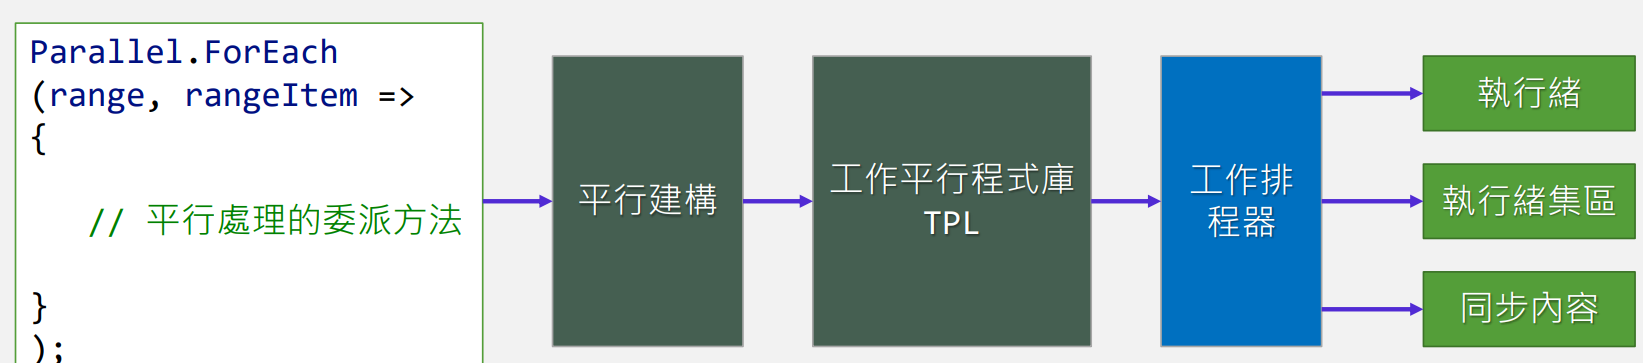 Parallel.ForEach
(range, rangeItem =>
{
// 平行處理的委派方法
}
);
平行建構
工作平行程式庫
TPL
工作排
程器
執行緒
執行緒集區
同步內容